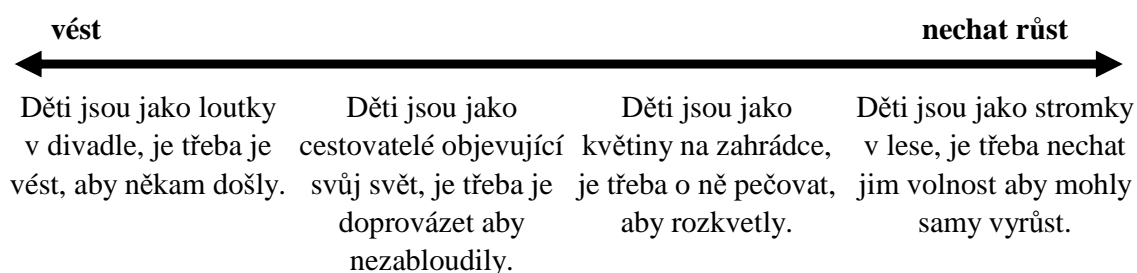 vést
nechat růst
Děti jsou jako loutky
v divadle, je třeba je
vést, aby někam došly.
Děti jsou jako
cestovatelé objevující
svůj svět, je třeba je
doprovázet aby
nezabloudily.
Děti jsou jako
květiny na zahrádce,
je třeba o ně pečovat,
aby rozkvetly.
Děti jsou jako stromky
v lese, je třeba nechat
jim volnost aby mohly
samy vyrůst.